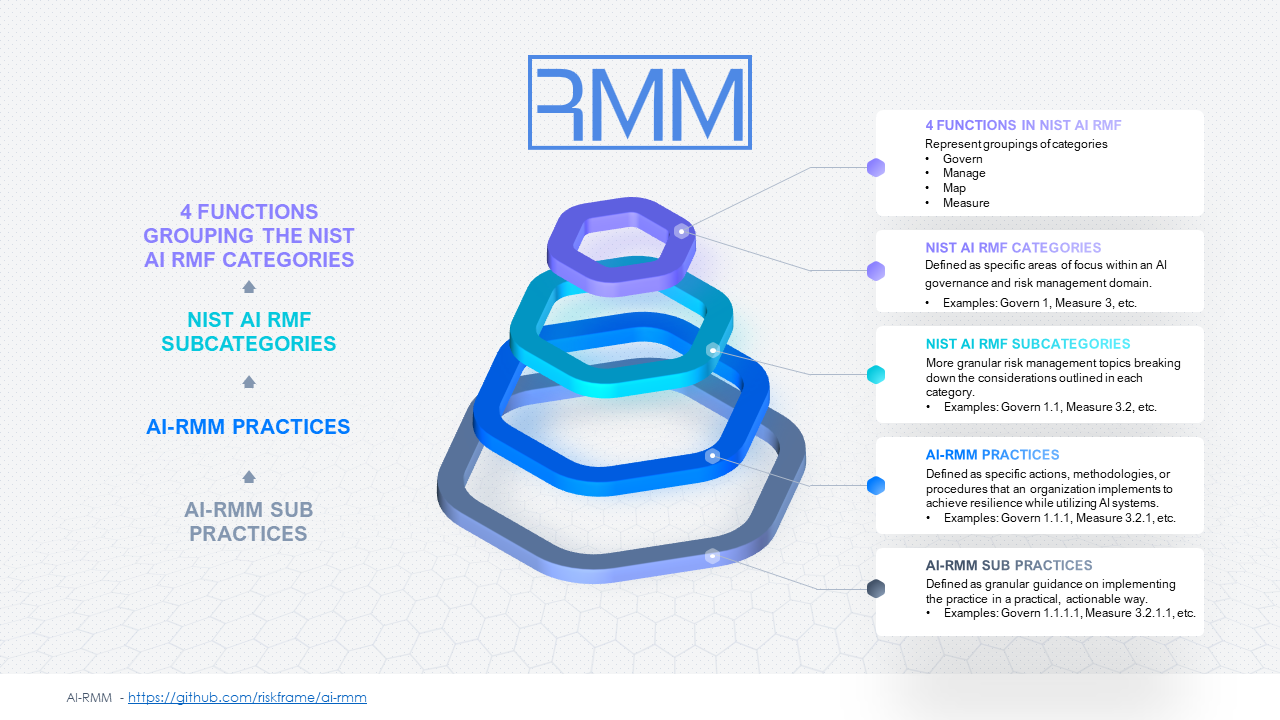 RMM
4 FUNCTIONS
GROUPING THE NIST
AI RMF CATEGORIES
NIST AI RMF
SUBCATEGORIES
AI-RMM PRACTICES
AI-RMM SUB
PRACTICES
4 FUNCTIONS IN NIST AI RMF
Represent groupings of categories
• Govern
• Manage
• Map
• Measure
NIST AI RMF CATEGORIES
Defined as specific areas of focus within an AI
governance and risk management domain.
• Examples: Govern 1, Measure 3, etc.
NIST AI RMF SUBCATEGORIES
More granular risk management topics breaking
down the considerations outlined in each
category.
• Examples: Govern 1.1, Measure 3.2, etc.
AI-RMM PRACTICES
Defined as specific actions, methodologies, or
procedures that an organization implements to
achieve resilience while utilizing AI systems.
• Examples: Govern 1.1.1, Measure 3.2.1, etc.
AI-RMM SUB PRACTICES
Defined as granular guidance on implementing
the practice in a practical, actionable way.
• Examples: Govern 1.1.1.1, Measure 3.2.1.1, etc.
AI-RMM - https://github.com/riskframe/ai-rmm